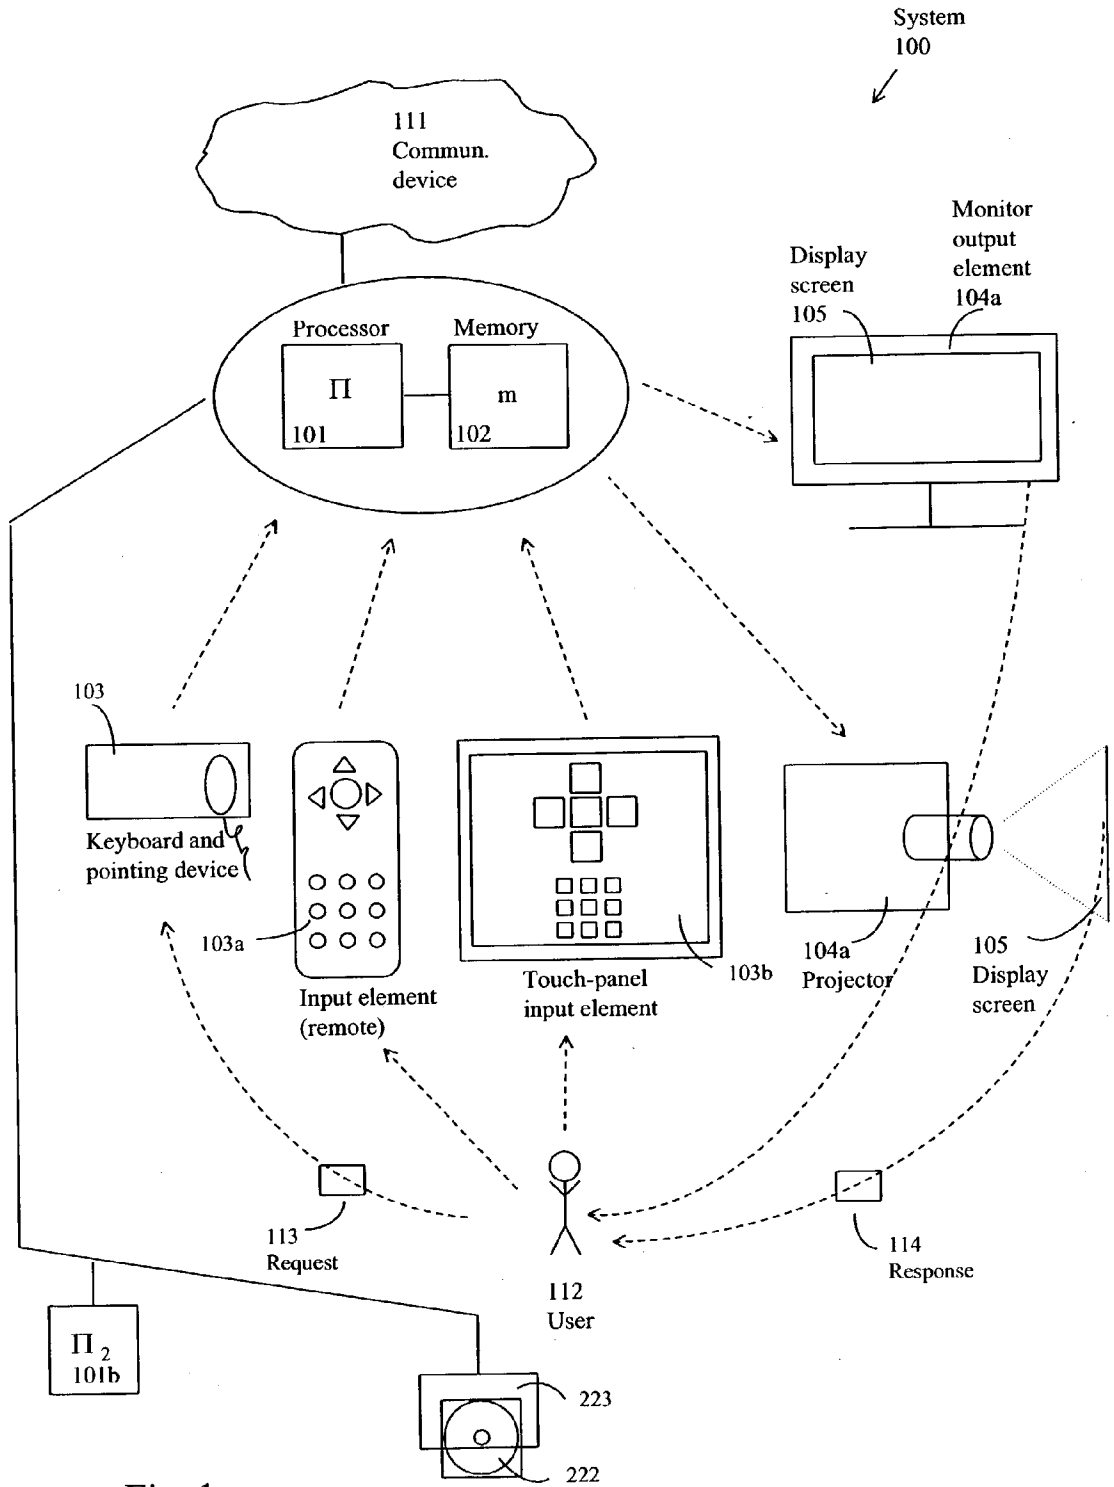 System
100
111
Commun.
device
Monitor
output
element
104a
Display
screen
105
Processor
Memory
Π
m
101
102
103
Keyboard and
pointing device
103a
Input element
(remote)
103b
Touch-panel
input element
104a
Projector
105
Display
screen
113
Request
114
Response
112
User
Π2
101b
223
222